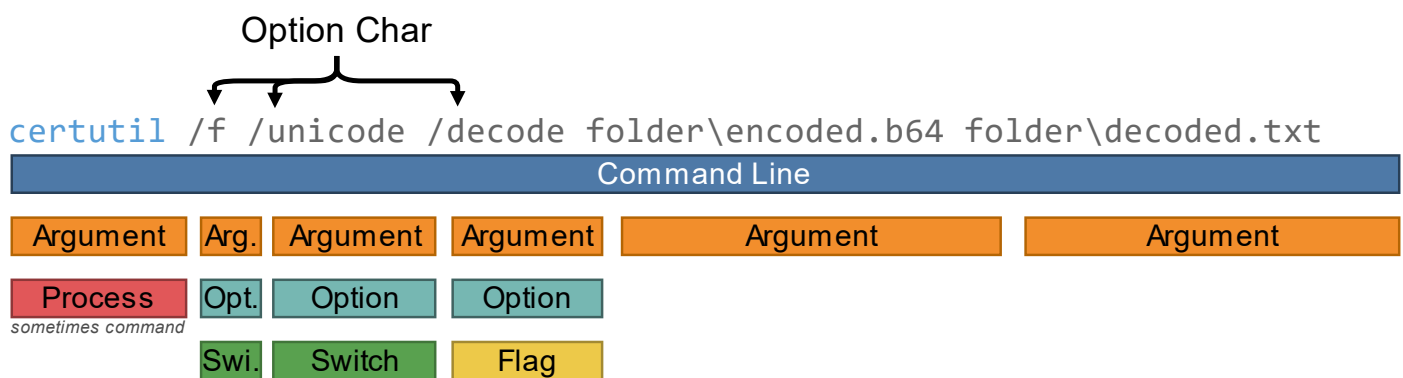 Option Char
certutil /f /unicode /decode folder\encoded.b64 folder\decoded.txt
Command Line
Argument Arg. Argument Argument Argument Argument
Process Opt. Option Option
sometimes command
Swi. Switch Flag